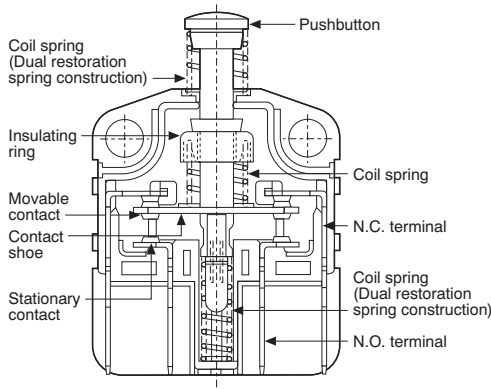 Pushbutton
Coil spring
(Dual restoration
spring construction)
Insulating
ring
Coil spring
Movable
contact
N.C. terminal
Contact
shoe
Coil spring
(Dual restoration
spring construction)
Stationary
contact
N.O. terminal